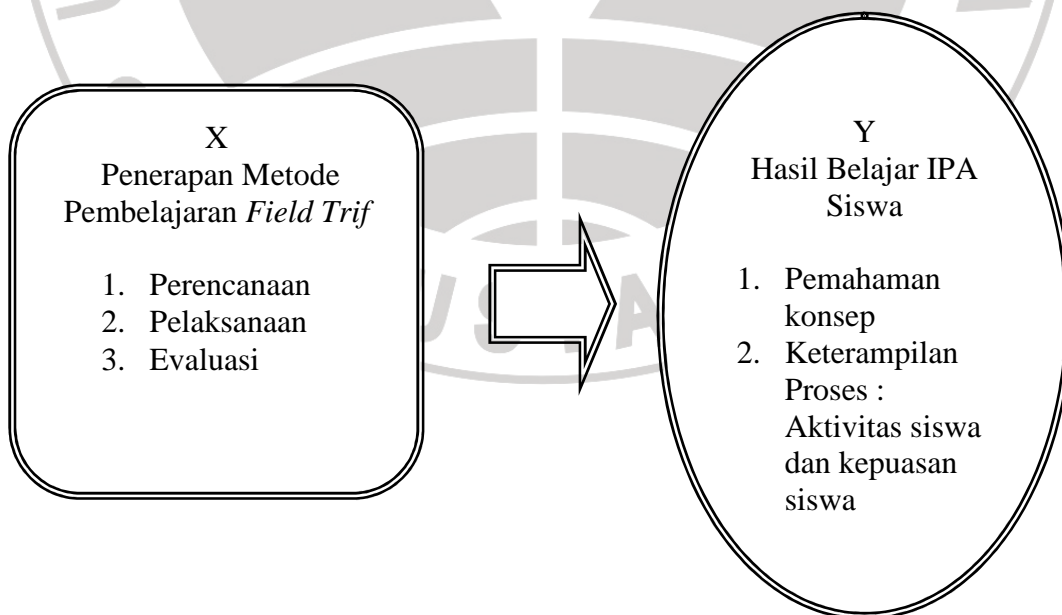 X
Penerapan Metode
Pembelajaran Field Trif
1. Perencanaan
2. Pelaksanaan
3. Evaluasi
Y
Hasil Belajar IPA
Siswa
1. Pemahaman
konsep
2. Keterampilan
Proses :
Aktivitas siswa
dan kepuasan
siswa